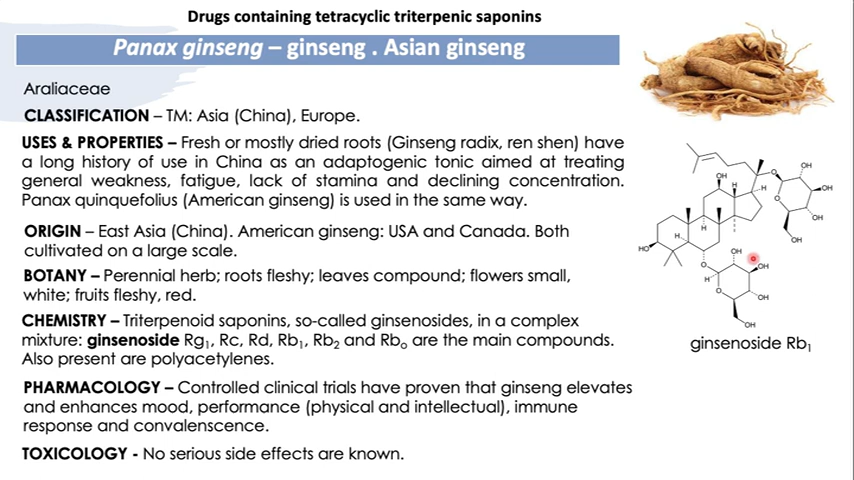 Drugs containing tetracyclic triterpenic saponins
Panax ginseng – ginseng . Asian ginseng
Araliaceae
CLASSIFICATION – TM: Asia (China), Europe.
USES & PROPERTIES – Fresh or mostly dried roots (Ginseng radix, ren shen) have
a long history of use in China as an adaptogenic tonic aimed at treating
general weakness, fatigue, lack of stamina and declining concentration.
Panax quinquefolius (American ginseng) is used in the same way.
ORIGIN – East Asia (China). American ginseng: USA and Canada. Both
cultivated on a large scale.
BOTANY – Perennial herb; roots fleshy; leaves compound; flowers small,
white; fruits fleshy, red.
CHEMISTRY – Triterpenoid saponins, so-called ginsenosides, in a complex
mixture: ginsenoside Rg₁, Rc, Rd, Rb₁, Rb₂ and Rbₒ are the main compounds.
Also present are polyacetylenes.
PHARMACOLOGY – Controlled clinical trials have proven that ginseng elevates
and enhances mood, performance (physical and intellectual), immune
response and convalenscence.
TOXICOLOGY - No serious side effects are known.
OH
OH
O
H
H
OH
O
OH
H
OH
H
HO
OH
O
OH
H
O
OH
OH
ginsenoside Rb₁